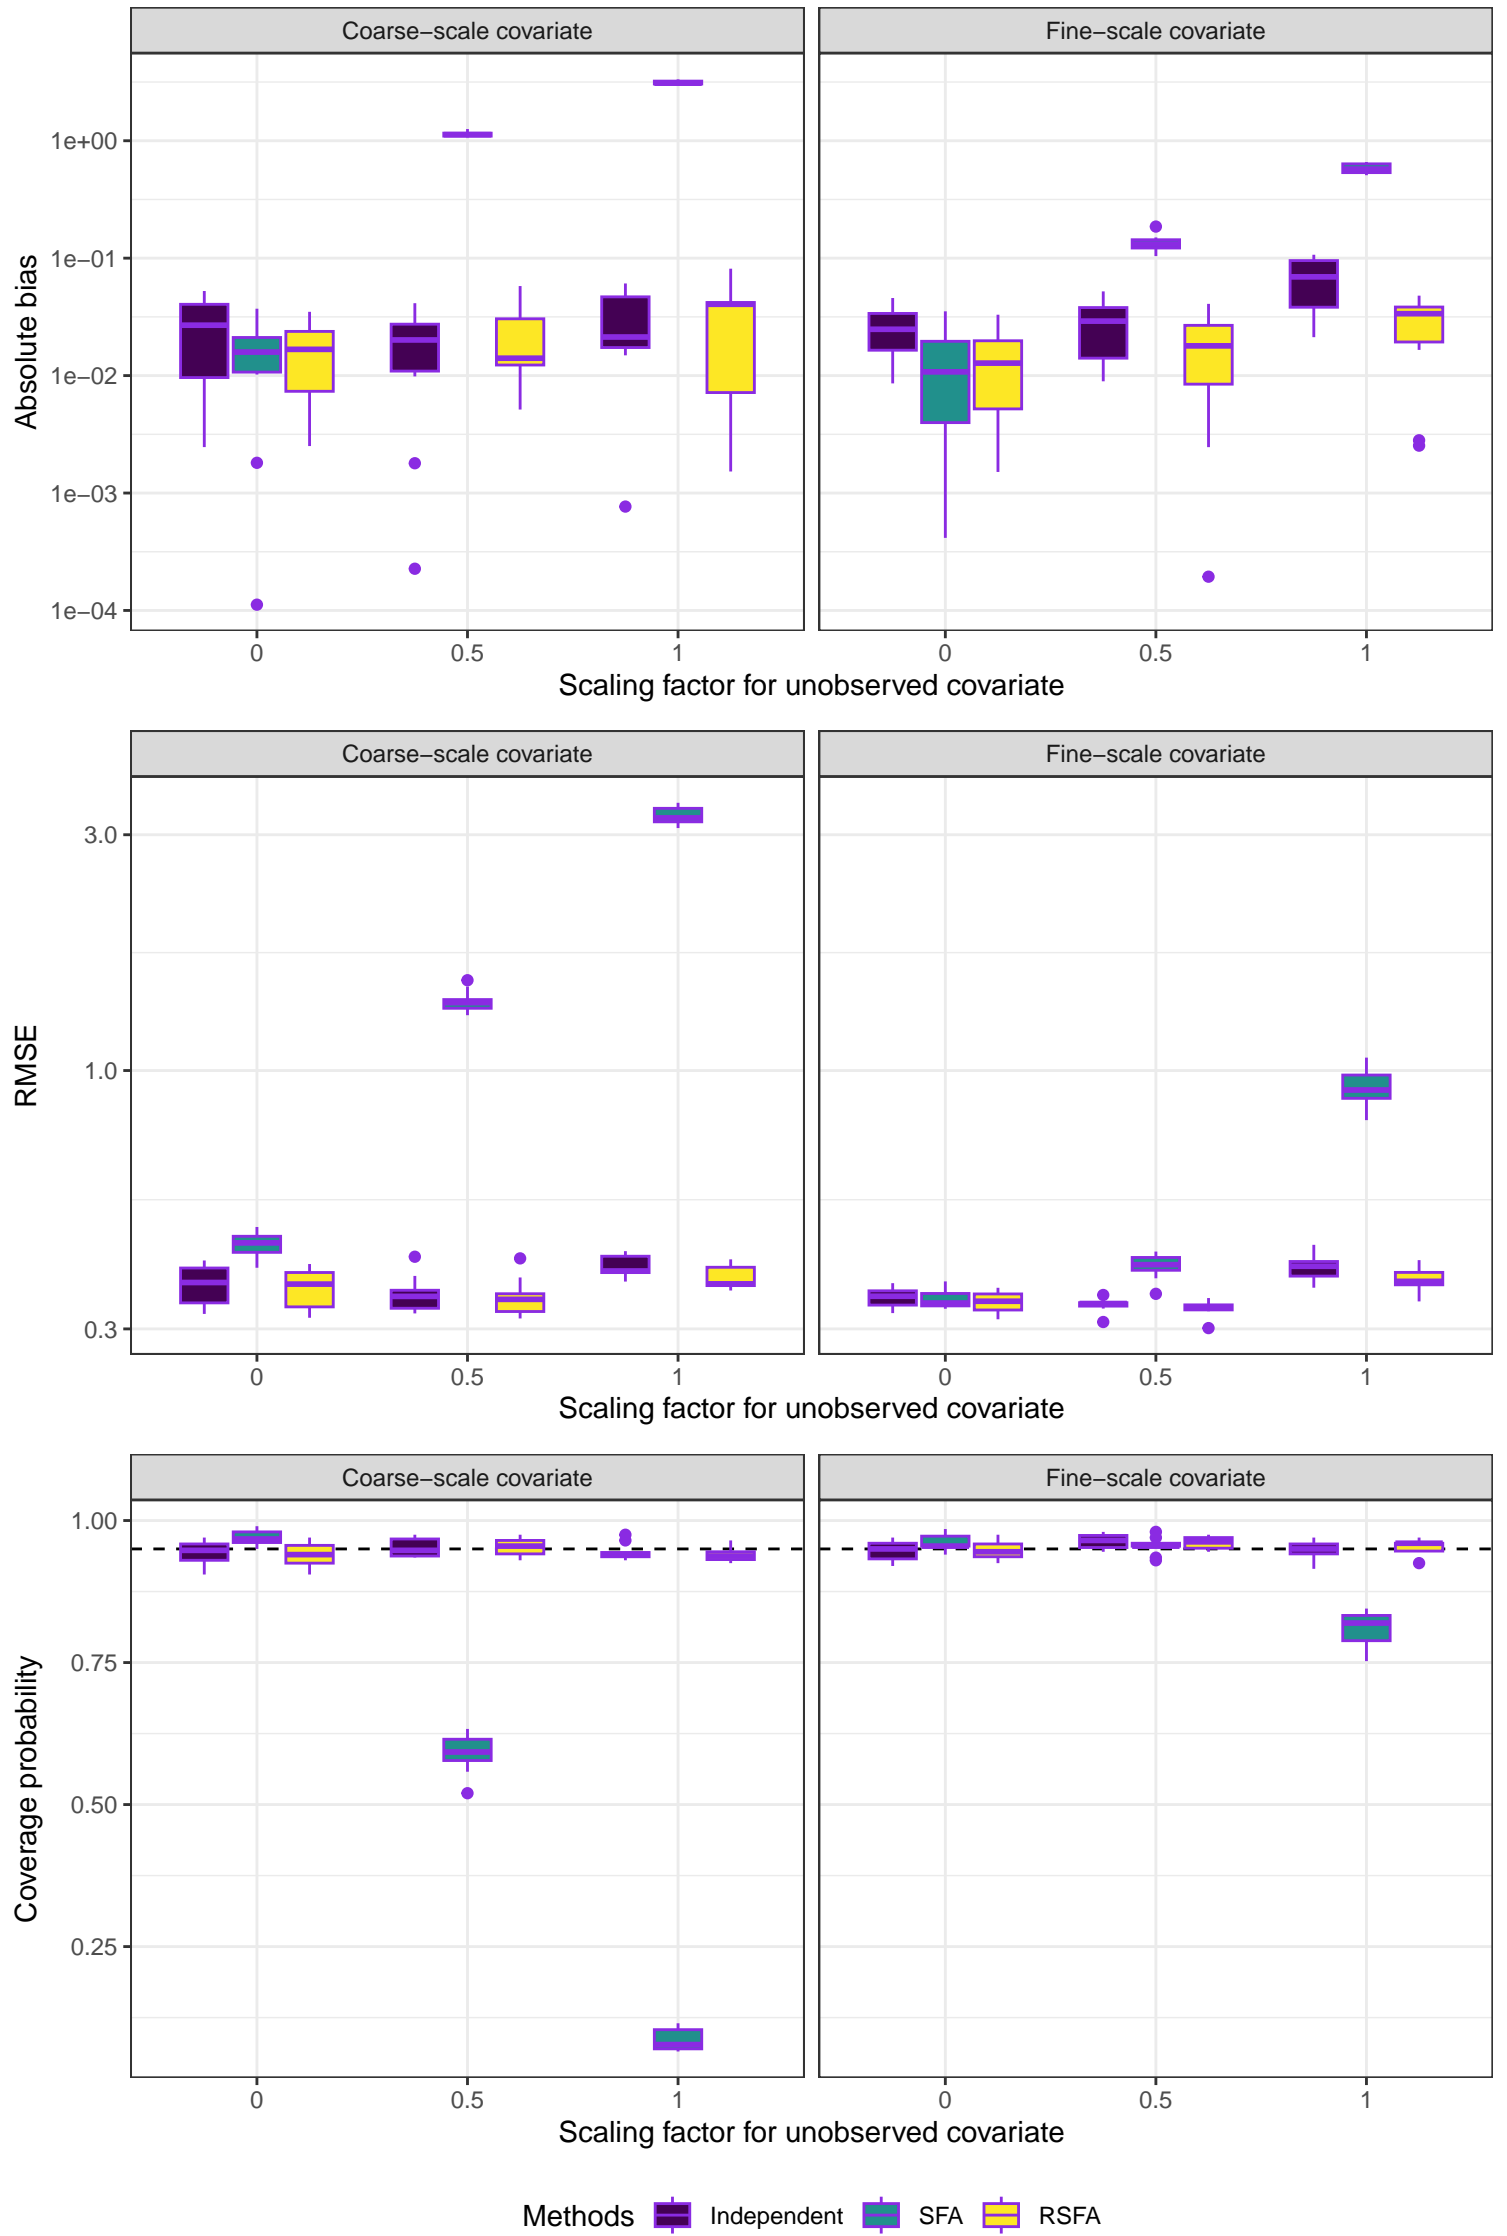 Coarse−scale covariate
Fine−scale covariate
Absolute bias
1e+00
1e−01
1e−02
1e−03
1e−04
0 0.5 1
0 0.5 1
Scaling factor for unobserved covariate
Coarse−scale covariate
Fine−scale covariate
RMSE
3.0
1.0
0.3
0 0.5 1
0 0.5 1
Scaling factor for unobserved covariate
Coarse−scale covariate
Fine−scale covariate
Coverage probability
1.00
0.75
0.50
0.25
0 0.5 1
0 0.5 1
Scaling factor for unobserved covariate
Methods Independent SFA RSFA